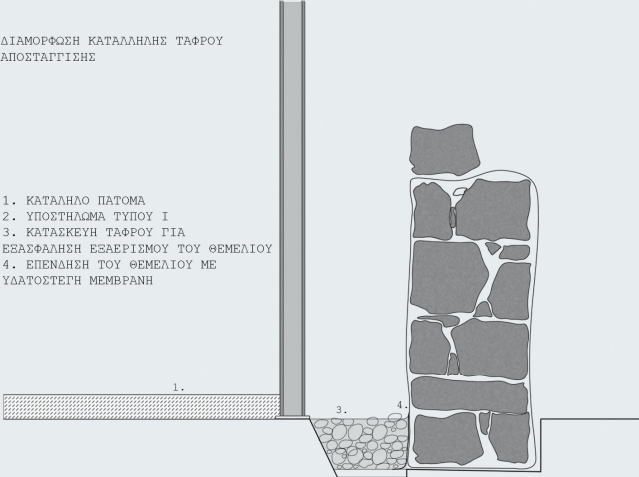 ΔΙΑΜΟΡΦΩΣΗ ΚΑΤΑΛΛΗΛΗΣ ΤΑΦΡΟΥ
ΑΠΟΣΤΑΓΓΙΣΗΣ
1. ΚΑΤΑΛΗΛΟ ΠΑΤΟΜΑ
2. ΥΠΟΣΤΗΛΩΜΑ ΤΥΠΟΥ Ι
3. ΚΑΤΑΣΚΕΥΗ ΤΑΦΡΟΥ ΓΙΑ
ΕΞΑΣΦΑΛΗΣΗ ΕΞΑΕΡΙΣΜΟΥ ΤΟΥ ΘΕΜΕΛΙΟΥ
4. ΕΠΕΝΔΗΣΗ ΤΟΥ ΘΕΜΕΛΙΟΥ ΜΕ
ΥΔΑΤΟΣΤΕΓΗ ΜΕΜΒΡΑΝΗ
1.
3.
4.